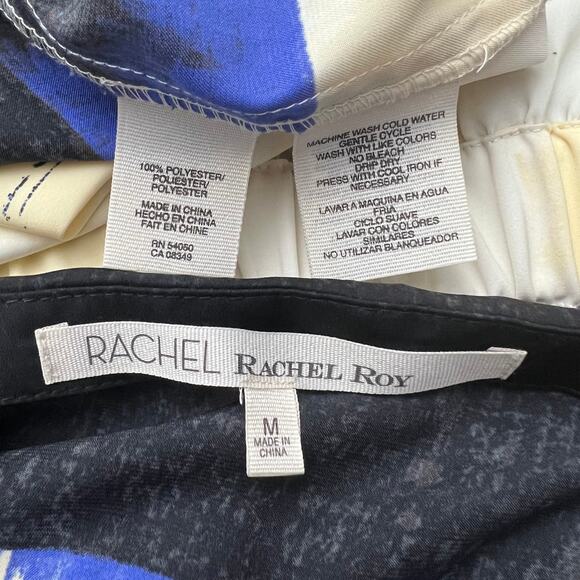 100% POLYESTER/
POLIESTER/
POLYESTER
MADE IN CHINA
HECHO EN CHINA
FAIT EN CHINE
RN 54050
CA 08349
MACHINE WASH COLD WATER
GENTLE CYCLE
WASH WITH LIKE COLORS
NO BLEACH
DRIP DRY
PRESS WITH COOL IRON IF
NECESSARY
LAVAR A MAQUINA EN AGUA
FRIA
CICLO SUAVE
LAVAR CON COLORES
SIMILARES
NO UTILIZAR BLANQUEADOR
RACHEL RACHEL ROY
M
MADE IN
CHINA